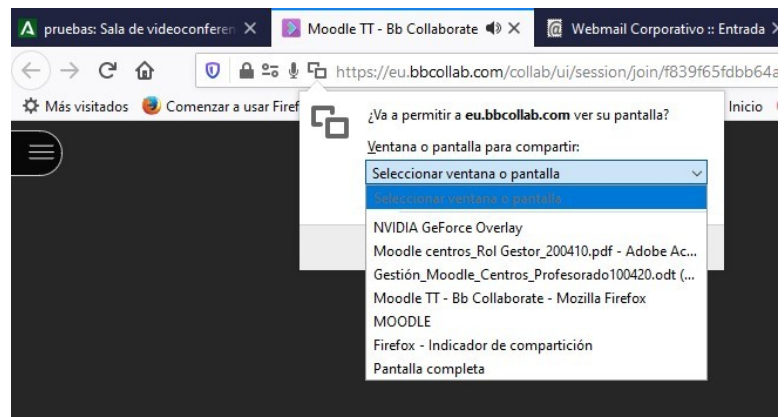 pruebas: Sala de videoconferen
Moodle TT - Bb Collaborate
Webmail Corporativo :: Entrada
https://eu.bbcollab.com/collab/ui/session/join/f839f65fdbb64a
Más visitados
Comenzar a usar Firef
Inicio
¿Va a permitir a eu.bbcollab.com ver su pantalla?
Ventana o pantalla para compartir:
Seleccionar ventana o pantalla
Seleccionar ventana o pantalla
NVIDIA GeForce Overlay
Moodle centros_Rol Gestor_200410.pdf - Adobe Ac...
Gestión_Moodle_Centros_Profesorado100420.odt (...
Moodle TT - Bb Collaborate - Mozilla Firefox
MOODLE
Firefox - Indicador de compartición
Pantalla completa